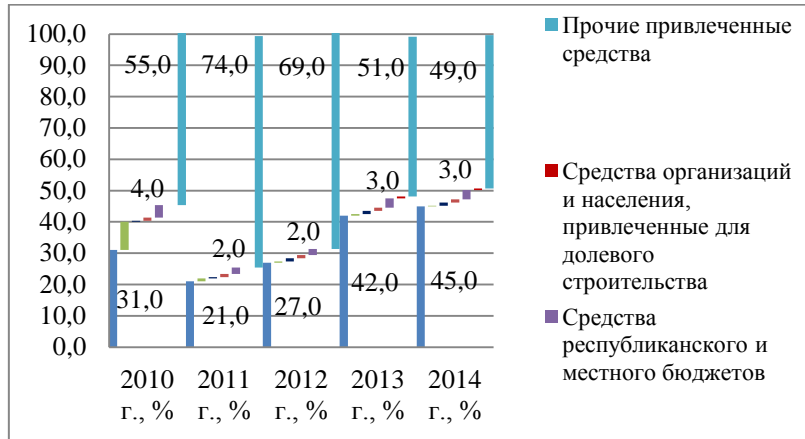 100,0
90,0
80,0
70,0
60,0
50,0
40,0
30,0
20,0
10,0
0,0
55,0
74,0
69,0
51,0
49,0
4,0
2,0
2,0
3,0
3,0
31,0
21,0
27,0
42,0
45,0
2010
г., %
2011
г., %
2012
г., %
2013
г., %
2014
г., %
Прочие привлеченные
средства
Средства организаций
и населения,
привлеченные для
долевого
строительства
Средства
республиканского и
местного бюджетов